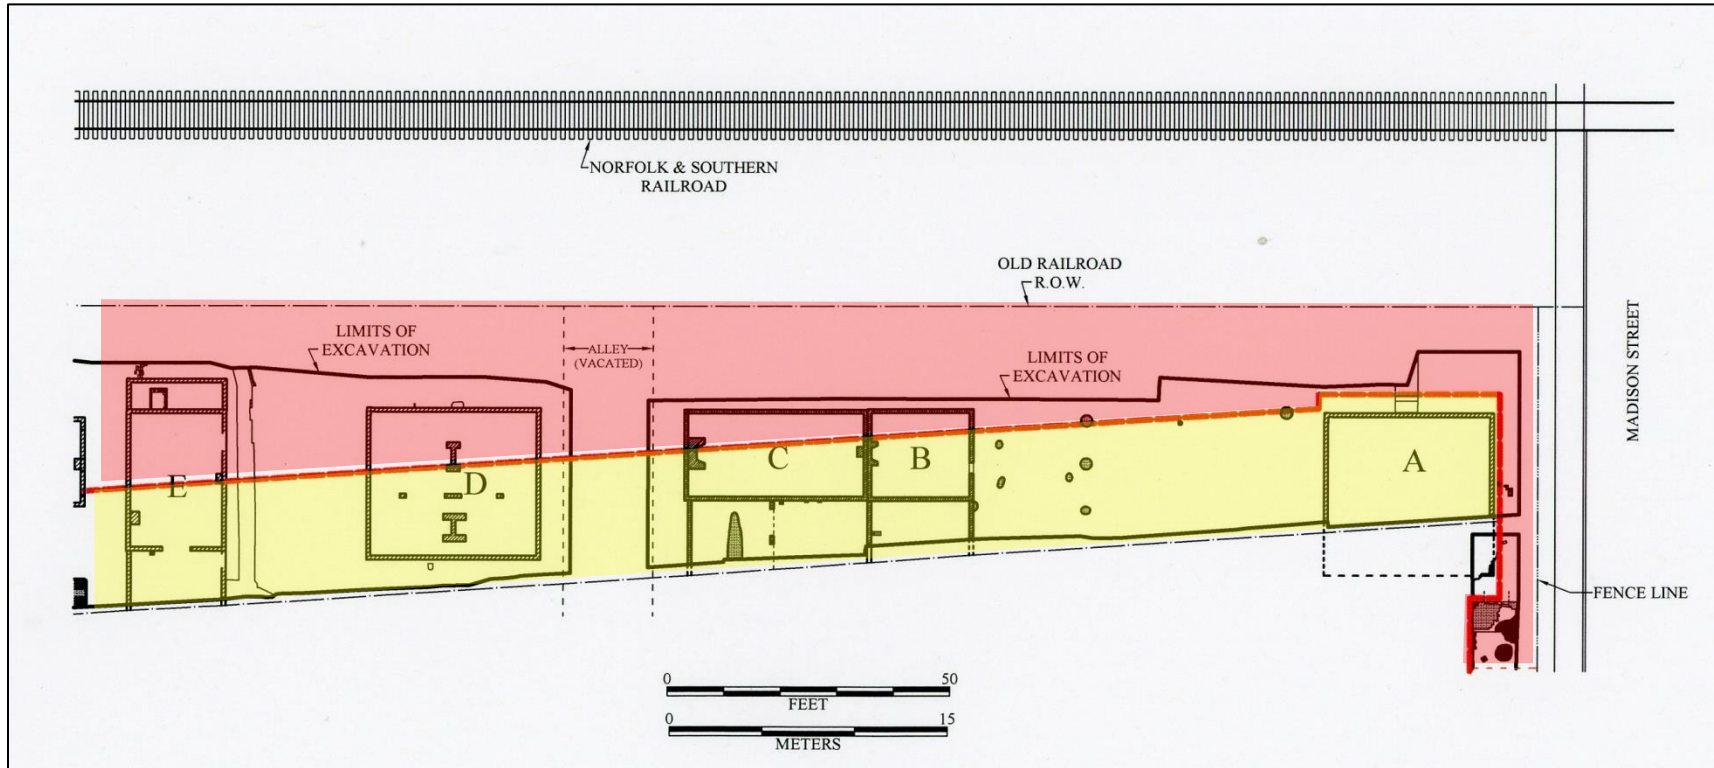 NORFOLK & SOUTHERN
RAILROAD
OLD RAILROAD
R.O.W.
LIMITS OF
EXCAVATION
ALLEY
(VACATED)
LIMITS OF
EXCAVATION
MADISON STREET
E
D
C
B
A
FENCE LINE
0 50
FEET
0 15
METERS